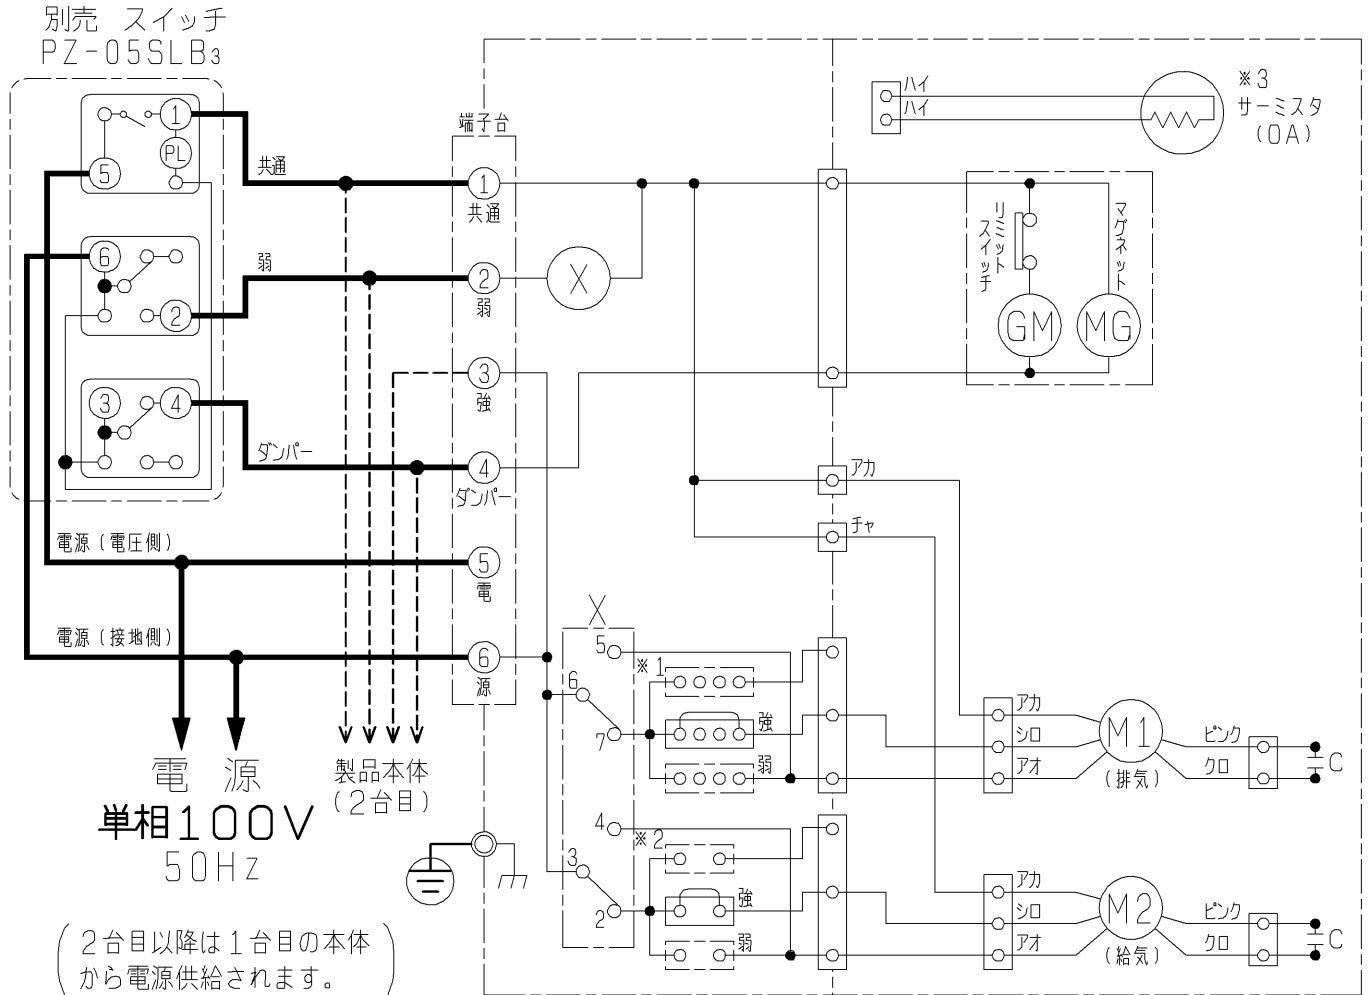 別売 スイッチ
PZ-05SLB3
1
PL
5
6
2
3
4
共通
弱
ダンパー
電源(電圧側)
電源(接地側)
電 源
単相100V
50Hz
製品本体
(2台目)
2台目以降は1台目の本体
から電源供給されます。
端子台
1
共通
2
弱
3
強
4
ダンパー
5
電
6
源
X
ハイ
ハイ
※3
サーミスタ
(OA)
リミット
スイッチ
マグネット
GM
MG
アカ
チャ
X
5
6
7
4
3
2
※1
強
弱
※2
強
弱
アカ
シロ
アオ
M1
(排気)
ピンク
クロ
C
アカ
シロ
アオ
M2
(給気)
ピンク
クロ
C